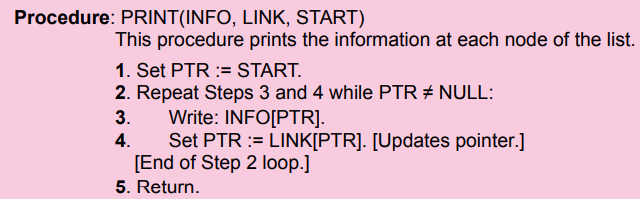 Procedure: PRINT(INFO, LINK, START)
This procedure prints the information at each node of the list.
1. Set PTR := START.
2. Repeat Steps 3 and 4 while PTR ≠ NULL:
3. Write: INFO[PTR].
4. Set PTR := LINK[PTR]. [Updates pointer.]
[End of Step 2 loop.]
5. Return.